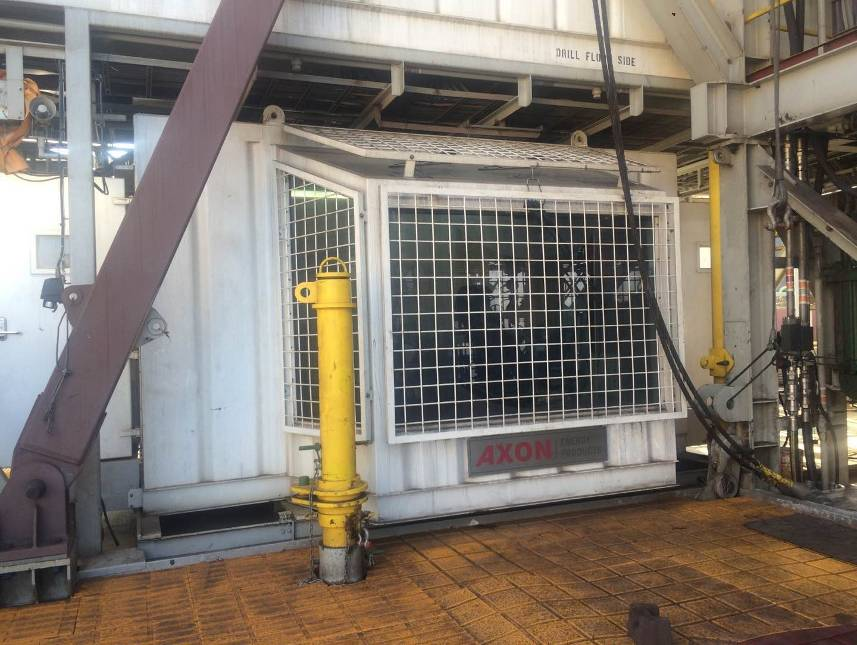 DRILL FLOOR SIDE
AXON
ENERGY
PRODUCTS